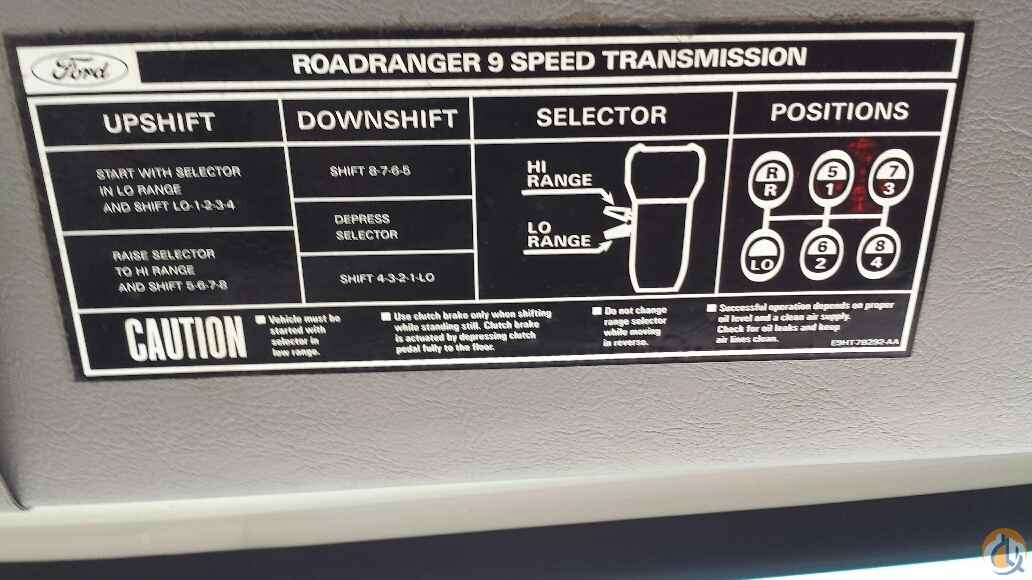 Ford
ROADRANGER 9 SPEED TRANSMISSION
UPSHIFT
START WITH SELECTOR
IN LO RANGE
AND SHIFT LO-1-2-3-4
RAISE SELECTOR
TO HI RANGE
AND SHIFT 5-6-7-8
DOWNSHIFT
SHIFT 8-7-6-5
DEPRESS
SELECTOR
SHIFT 4-3-2-1-LO
SELECTOR
HI
RANGE
LO
RANGE
POSITIONS
R 5 7
R 1 3
6 8
LO 2 4
CAUTION
Vehicle must be
started with
selector in
low range.
Use clutch brake only when shifting
while standing still. Clutch brake
is actuated by depressing clutch
pedal fully to the floor.
Do not change
range selector
while moving
in reverse.
Successful operation depends on proper
oil level and a clean air supply.
Check for oil leaks and keep
air lines clean.
E9HT-7B292-AA